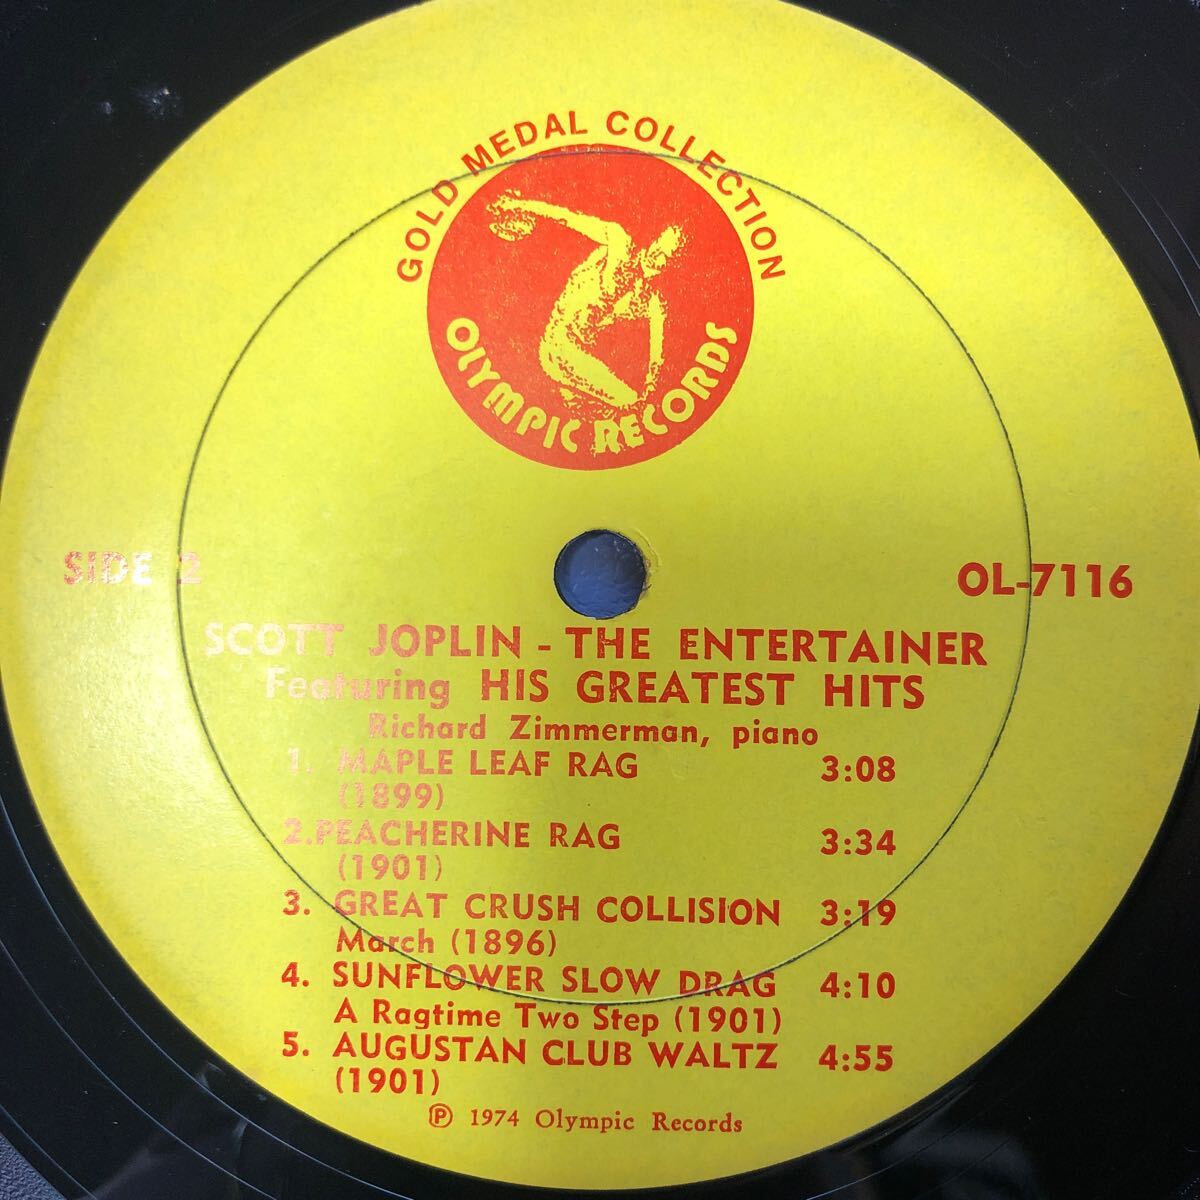 GOLD MEDAL COLLECTION
OLYMPIC RECORDS
SIDE 2
OL-7116
SCOTT JOPLIN - THE ENTERTAINER
Featuring HIS GREATEST HITS
Richard Zimmerman, piano
1. MAPLE LEAF RAG 3:08
(1899)
2.PEACHERINE RAG 3:34
(1901)
3. GREAT CRUSH COLLISION 3:19
March (1896)
4. SUNFLOWER SLOW DRAG 4:10
A Ragtime Two Step (1901)
5. AUGUSTAN CLUB WALTZ 4:55
(1901)
℗ 1974 Olympic Records